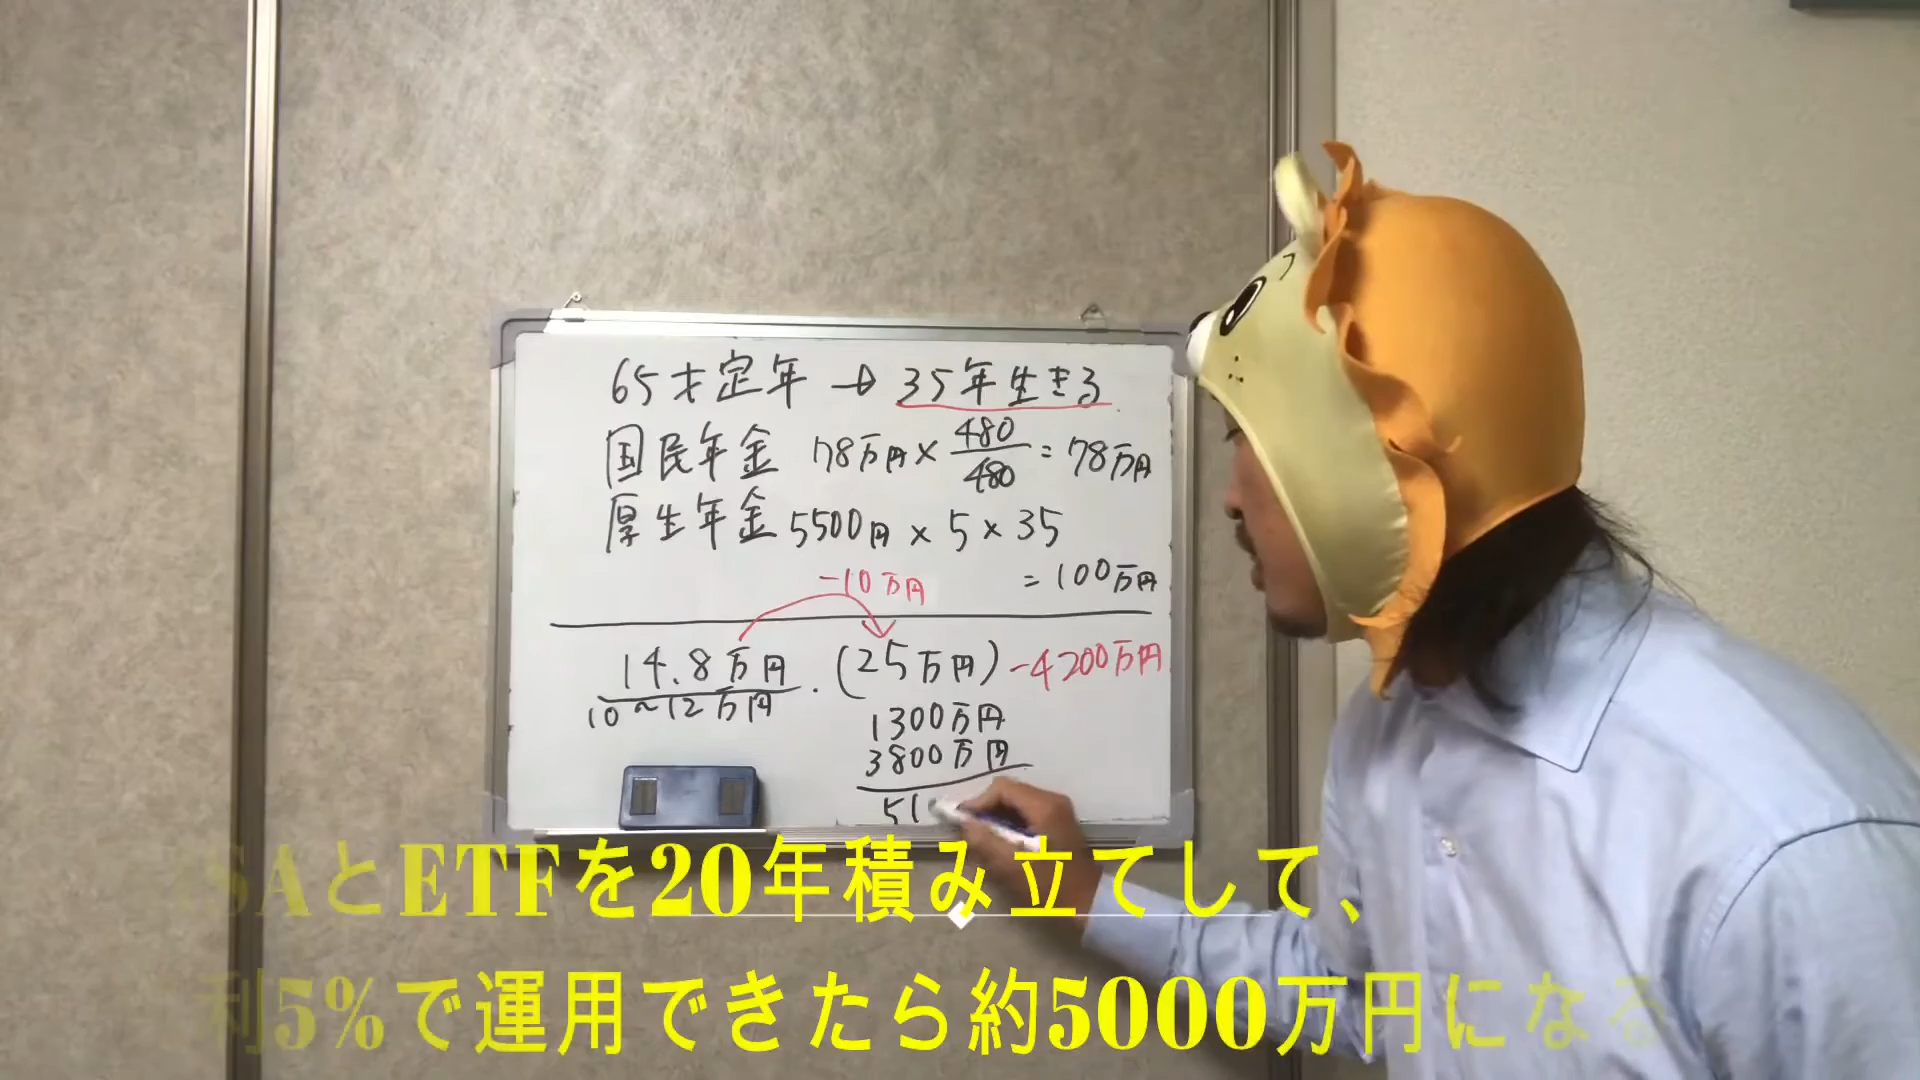 65才定年→35年生きる
国民年金 78万円×480/480=78万円
厚生年金 5500円×5×35
=100万円
-10万円
14.8万円.(25万円)-4200万円
10~12万円
1300万円
3800万円
51
SAとETFを20年積み立てして、
利5%で運用できたら約5000万円になる